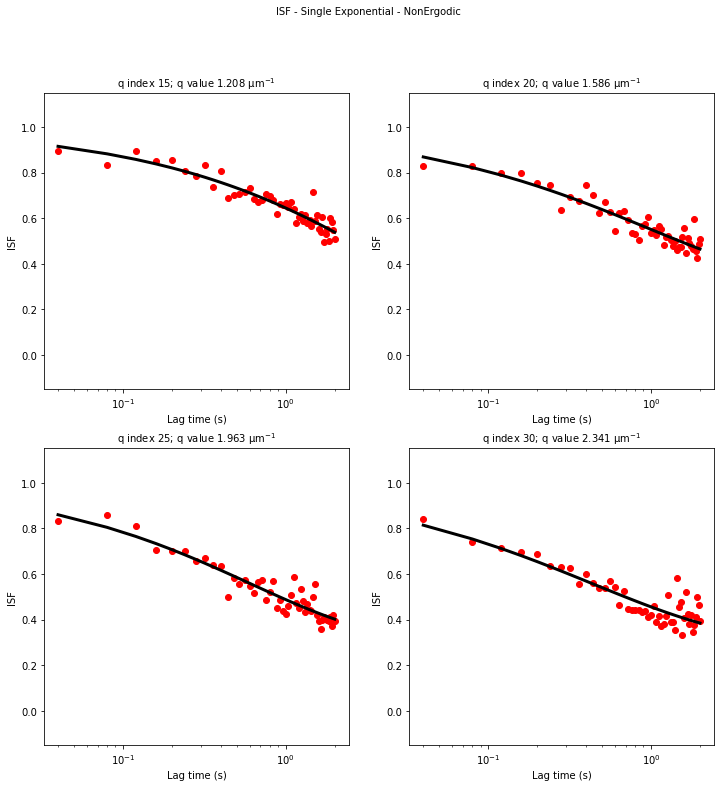 ISF - Single Exponential - NonErgodic
q index 15; q value 1.208 μm⁻¹
1.0
0.8
0.6
0.4
0.2
0.0
ISF
10⁻¹
10⁰
Lag time (s)
q index 20; q value 1.586 μm⁻¹
1.0
0.8
0.6
0.4
0.2
0.0
ISF
10⁻¹
10⁰
Lag time (s)
q index 25; q value 1.963 μm⁻¹
1.0
0.8
0.6
0.4
0.2
0.0
ISF
10⁻¹
10⁰
Lag time (s)
q index 30; q value 2.341 μm⁻¹
1.0
0.8
0.6
0.4
0.2
0.0
ISF
10⁻¹
10⁰
Lag time (s)